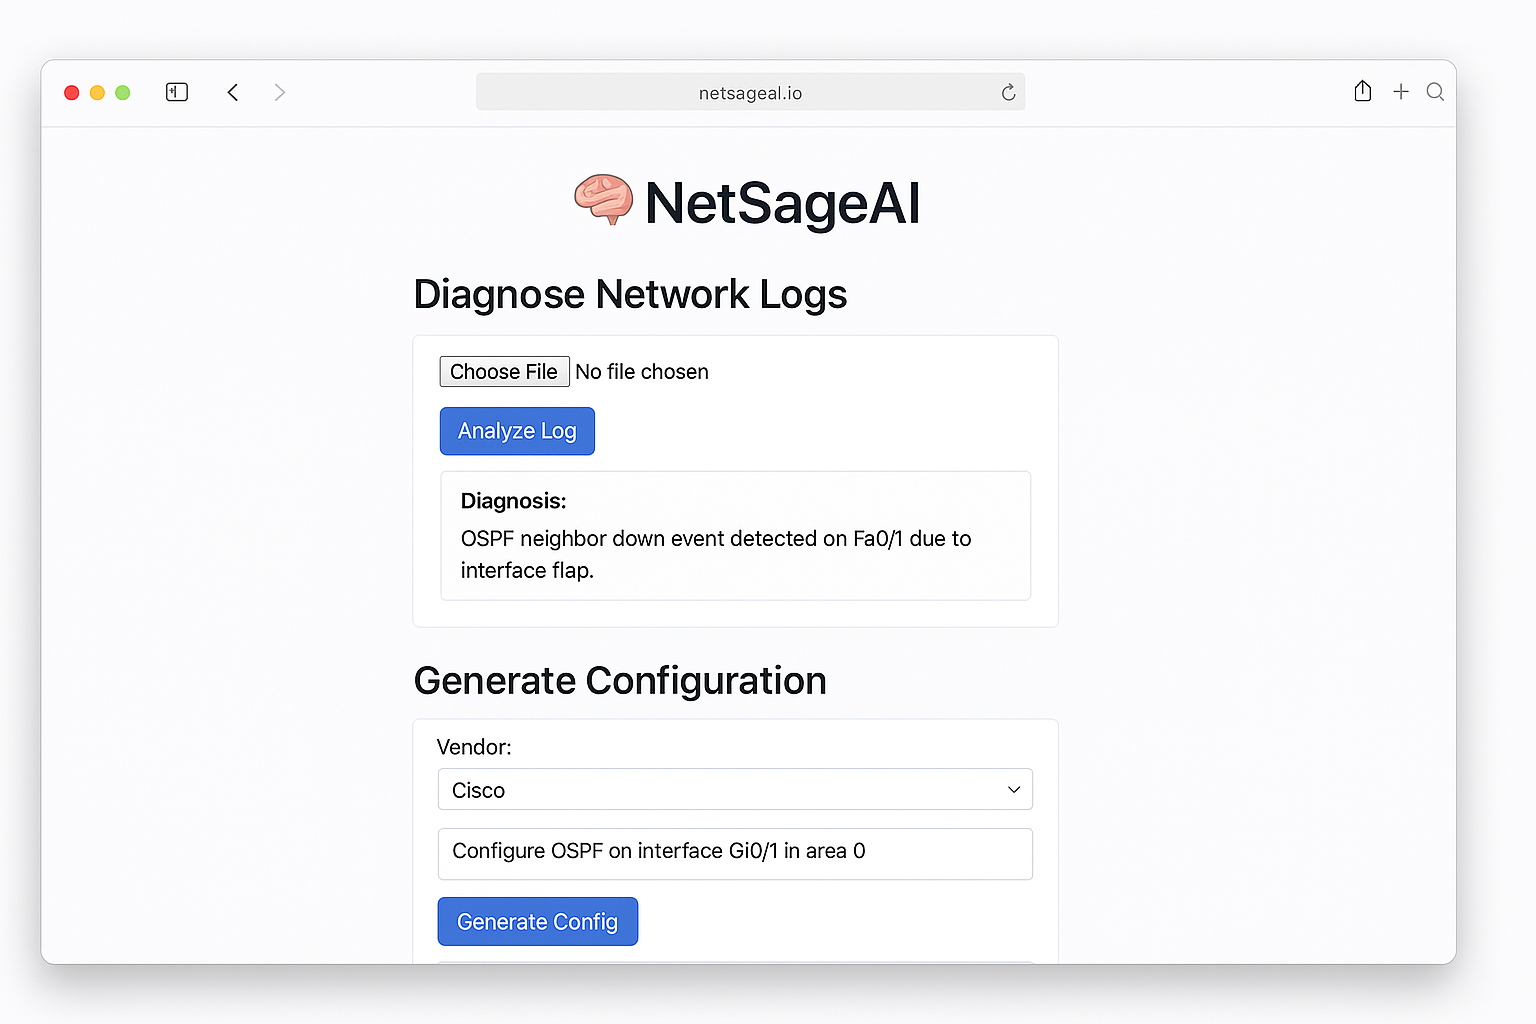 netsageal.io
NetSageAI
Diagnose Network Logs
Choose File No file chosen
Analyze Log
Diagnosis:
OSPF neighbor down event detected on Fa0/1 due to
interface flap.
Generate Configuration
Vendor:
Cisco
Configure OSPF on interface Gi0/1 in area 0
Generate Config